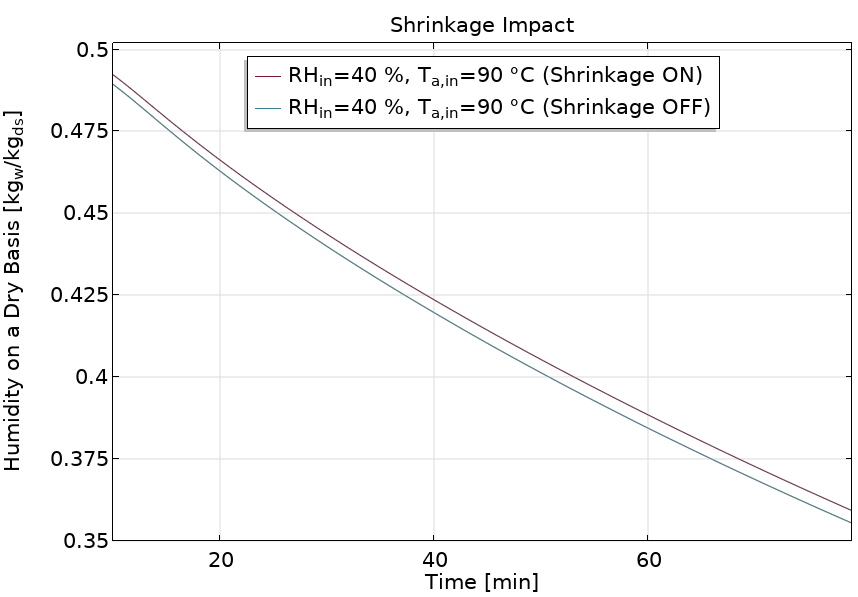 Shrinkage Impact
RHin=40 %, Ta,in=90 °C (Shrinkage ON)
RHin=40 %, Ta,in=90 °C (Shrinkage OFF)
Humidity on a Dry Basis [kgw/kgds]
0.5
0.475
0.45
0.425
0.4
0.375
0.35
20 40 60
Time [min]